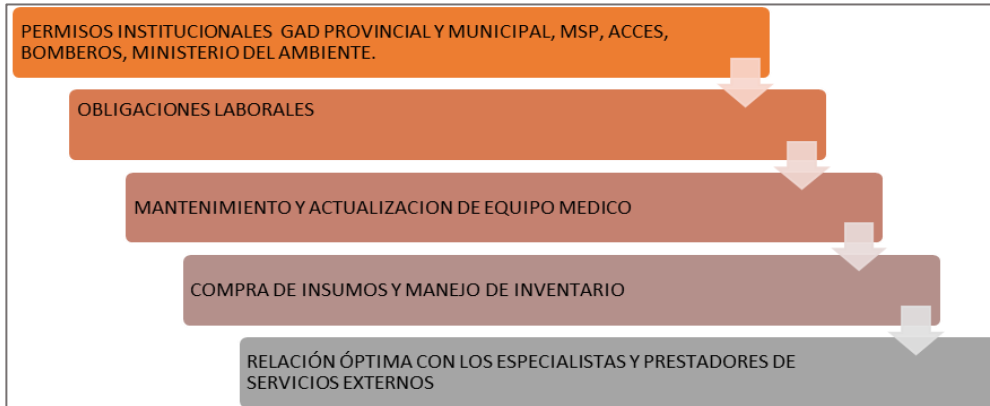 PERMISOS INSTITUCIONALES GAD PROVINCIAL Y MUNICIPAL, MSP, ACCES,
BOMBEROS, MINISTERIO DEL AMBIENTE.
OBLIGACIONES LABORALES
MANTENIMIENTO Y ACTUALIZACION DE EQUIPO MEDICO
COMPRA DE INSUMOS Y MANEJO DE INVENTARIO
RELACIÓN ÓPTIMA CON LOS ESPECIALISTAS Y PRESTADORES DE
SERVICIOS EXTERNOS